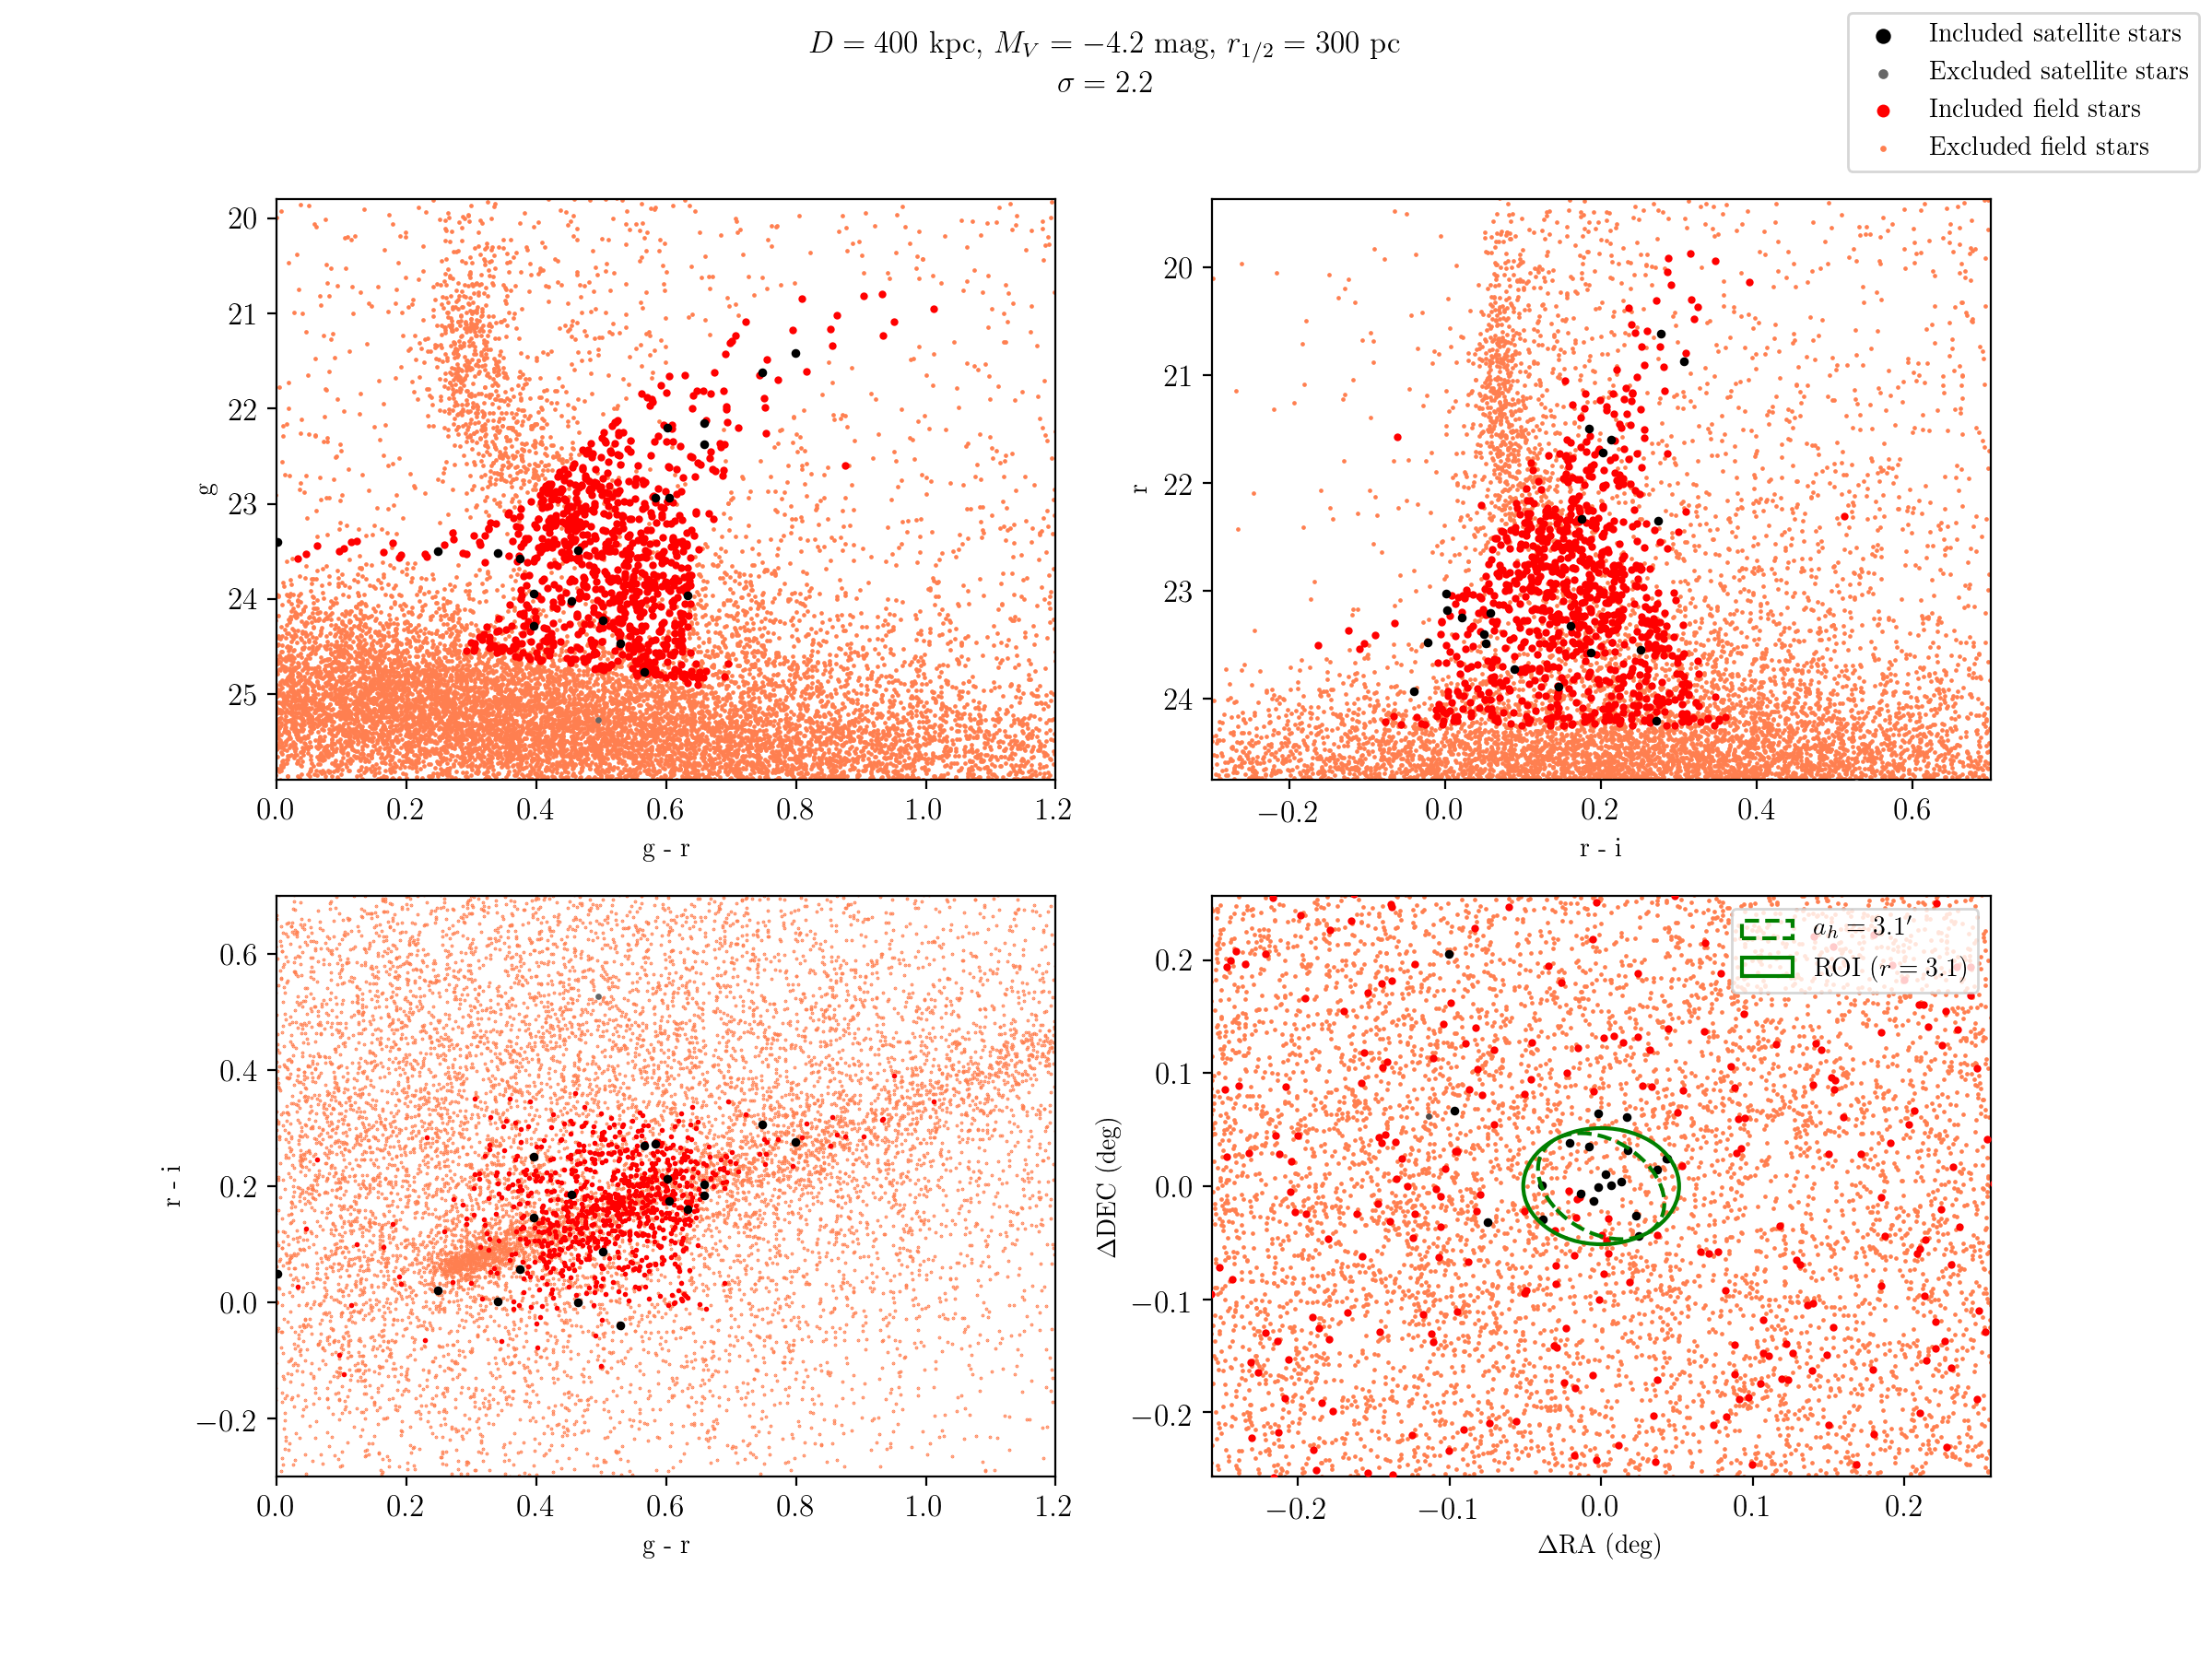 D = 400 kpc, M_V = −4.2 mag, r_{1/2} = 300 pc
σ = 2.2
Included satellite stars
Excluded satellite stars
Included field stars
Excluded field stars
20
21
22
23
24
25
g
0.0 0.2 0.4 0.6 0.8 1.0 1.2
g - r
20
21
22
23
24
r
−0.2 0.0 0.2 0.4 0.6
r - i
0.6
0.4
0.2
0.0
−0.2
r - i
0.0 0.2 0.4 0.6 0.8 1.0 1.2
g - r
a_h = 3.1′
ROI (r = 3.1)
0.2
0.1
0.0
−0.1
−0.2
ΔDEC (deg)
−0.2 −0.1 0.0 0.1 0.2
ΔRA (deg)